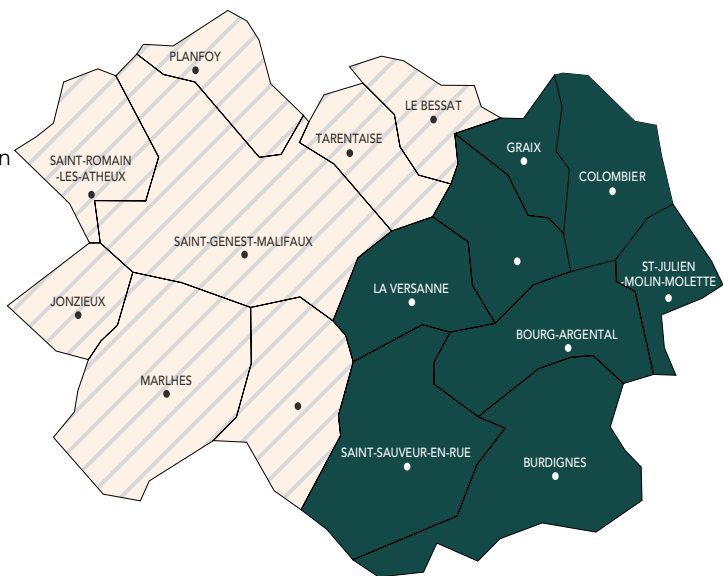 PLANFOY
LE BESSAT
TARENTAISE
GRAIX
n
SAINT-ROMAIN
-LES-ATHEUX
COLOMBIER
SAINT-GENEST-MALIFAUX
ST-JULIEN
-MOLIN-MOLETTE
LA VERSANNE
JONZIEUX
BOURG-ARGENTAL
MARLHES
SAINT-SAUVEUR-EN-RUE
BURDIGNES